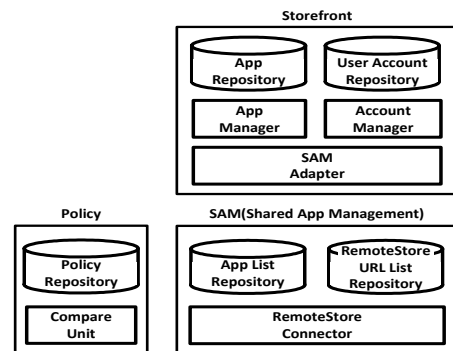 Storefront
App
Repository
User Account
Repository
App
Manager
Account
Manager
SAM
Adapter
Policy
Policy
Repository
Compare
Unit
SAM(Shared App Management)
App List
Repository
RemoteStore
URL List
Repository
RemoteStore
Connector